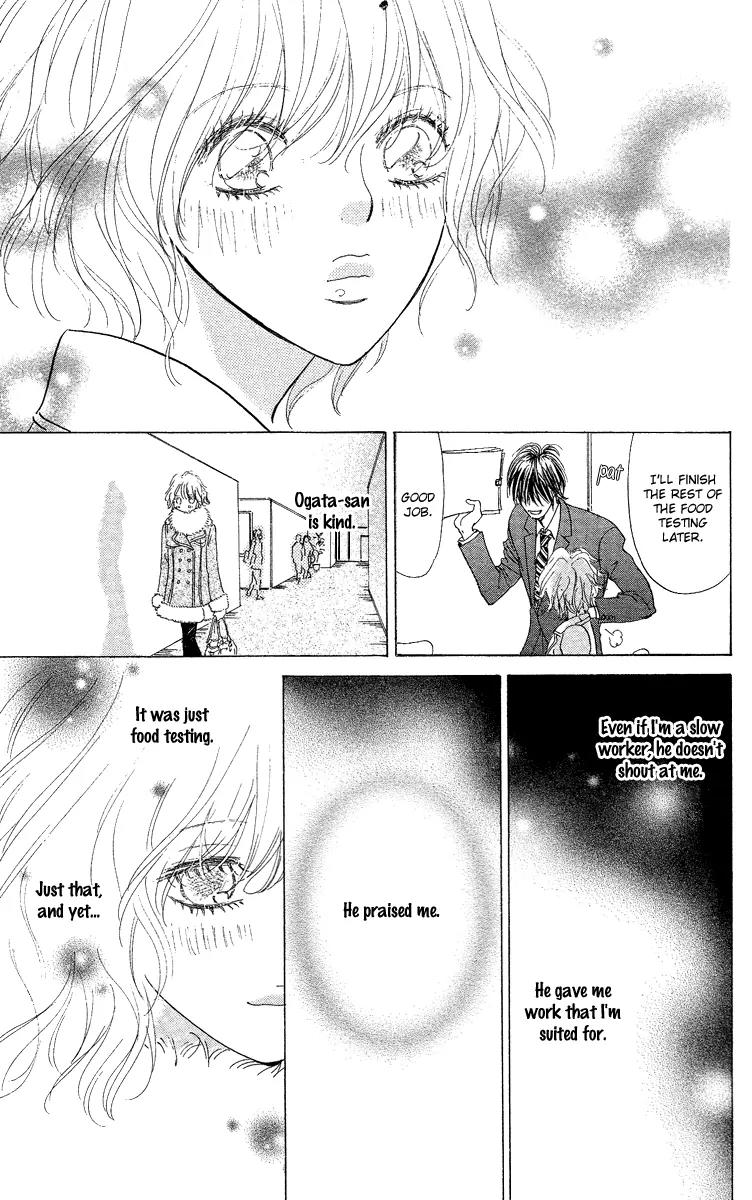 I'LL FINISH
THE REST OF
THE FOOD
TESTING
LATER.
pat
GOOD
JOB.
Ogata-san
is kind.
Even if I'm a slow
worker, he doesn't
shout at me.
He gave me
work that I'm
suited for.
He praised me.
It was just
food testing.
Just that,
and yet...